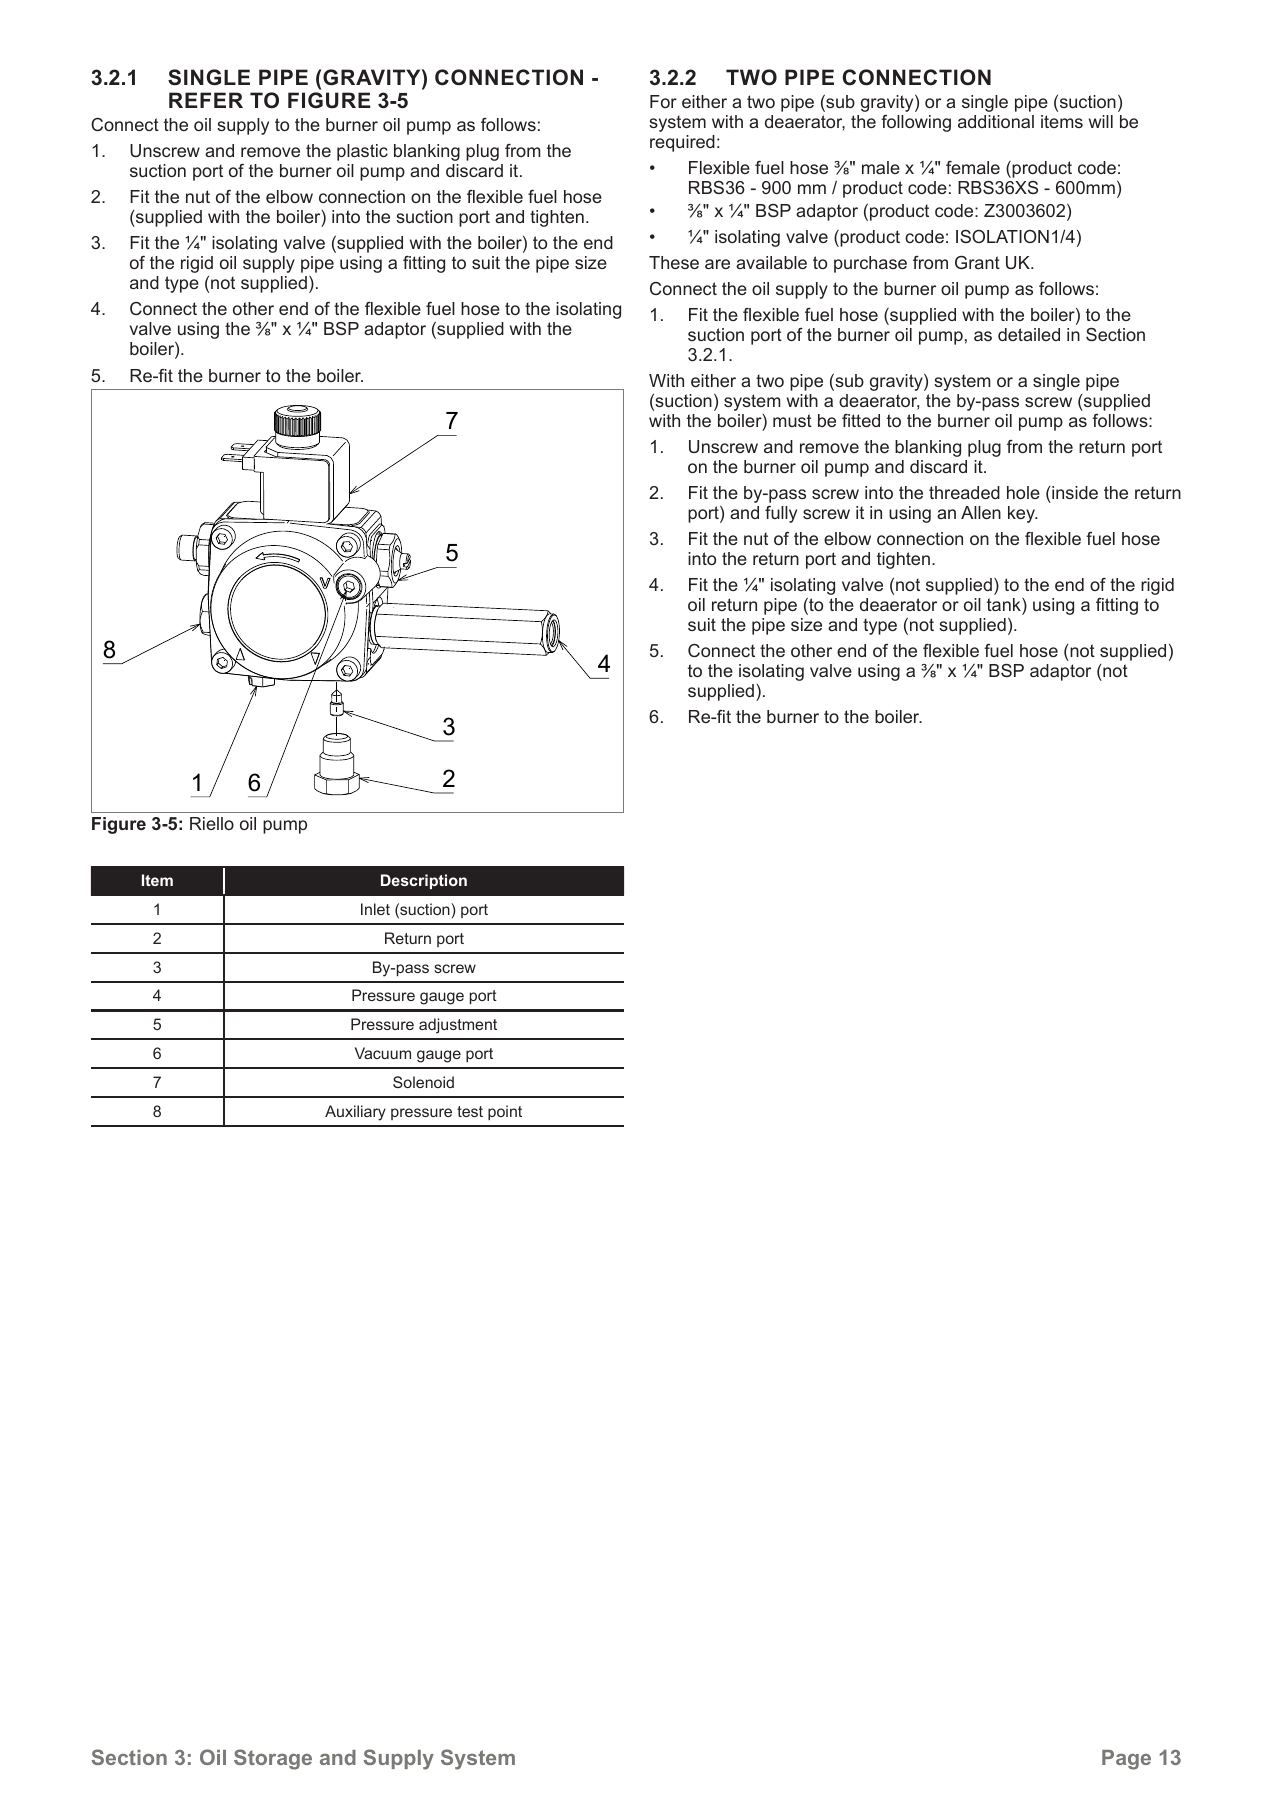 3.2.1 SINGLE PIPE (GRAVITY) CONNECTION -
REFER TO FIGURE 3-5
Connect the oil supply to the burner oil pump as follows:
1. Unscrew and remove the plastic blanking plug from the
suction port of the burner oil pump and discard it.
2. Fit the nut of the elbow connection on the flexible fuel hose
(supplied with the boiler) into the suction port and tighten.
3. Fit the ¼" isolating valve (supplied with the boiler) to the end
of the rigid oil supply pipe using a fitting to suit the pipe size
and type (not supplied).
4. Connect the other end of the flexible fuel hose to the isolating
valve using the ⅜" x ¼" BSP adaptor (supplied with the
boiler).
5. Re-fit the burner to the boiler.
7
5
V
8
4
3
1
6
2
Figure 3-5: Riello oil pump
Item Description
1 Inlet (suction) port
2 Return port
3 By-pass screw
4 Pressure gauge port
5 Pressure adjustment
6 Vacuum gauge port
7 Solenoid
8 Auxiliary pressure test point
3.2.2 TWO PIPE CONNECTION
For either a two pipe (sub gravity) or a single pipe (suction)
system with a deaerator, the following additional items will be
required:
• Flexible fuel hose ⅜" male x ¼" female (product code:
RBS36 - 900 mm / product code: RBS36XS - 600mm)
• ⅜" x ¼" BSP adaptor (product code: Z3003602)
• ¼" isolating valve (product code: ISOLATION1/4)
These are available to purchase from Grant UK.
Connect the oil supply to the burner oil pump as follows:
1. Fit the flexible fuel hose (supplied with the boiler) to the
suction port of the burner oil pump, as detailed in Section
3.2.1.
With either a two pipe (sub gravity) system or a single pipe
(suction) system with a deaerator, the by-pass screw (supplied
with the boiler) must be fitted to the burner oil pump as follows:
1. Unscrew and remove the blanking plug from the return port
on the burner oil pump and discard it.
2. Fit the by-pass screw into the threaded hole (inside the return
port) and fully screw it in using an Allen key.
3. Fit the nut of the elbow connection on the flexible fuel hose
into the return port and tighten.
4. Fit the ¼" isolating valve (not supplied) to the end of the rigid
oil return pipe (to the deaerator or oil tank) using a fitting to
suit the pipe size and type (not supplied).
5. Connect the other end of the flexible fuel hose (not supplied)
to the isolating valve using a ⅜" x ¼" BSP adaptor (not
supplied).
6. Re-fit the burner to the boiler.
Section 3: Oil Storage and Supply System Page 13